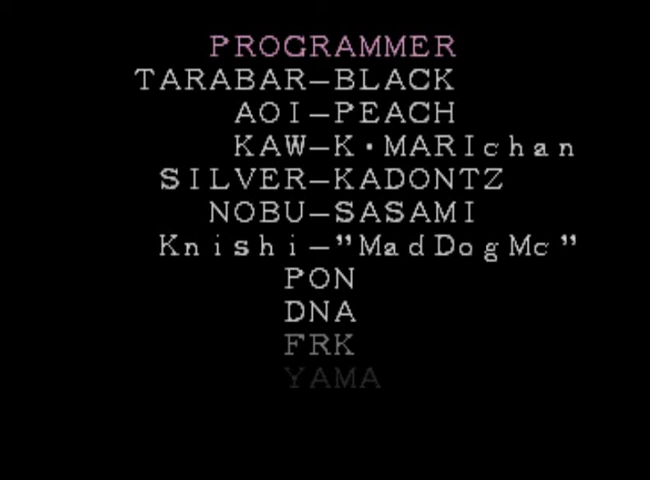 PROGRAMMER
TARABAR−BLACK
AOI−PEACH
KAW−K・MARIchan
SILVER−KADONTZ
NOBU−SASAMI
Knishi−"MadDogMc"
PON
DNA
FRK
YAMA